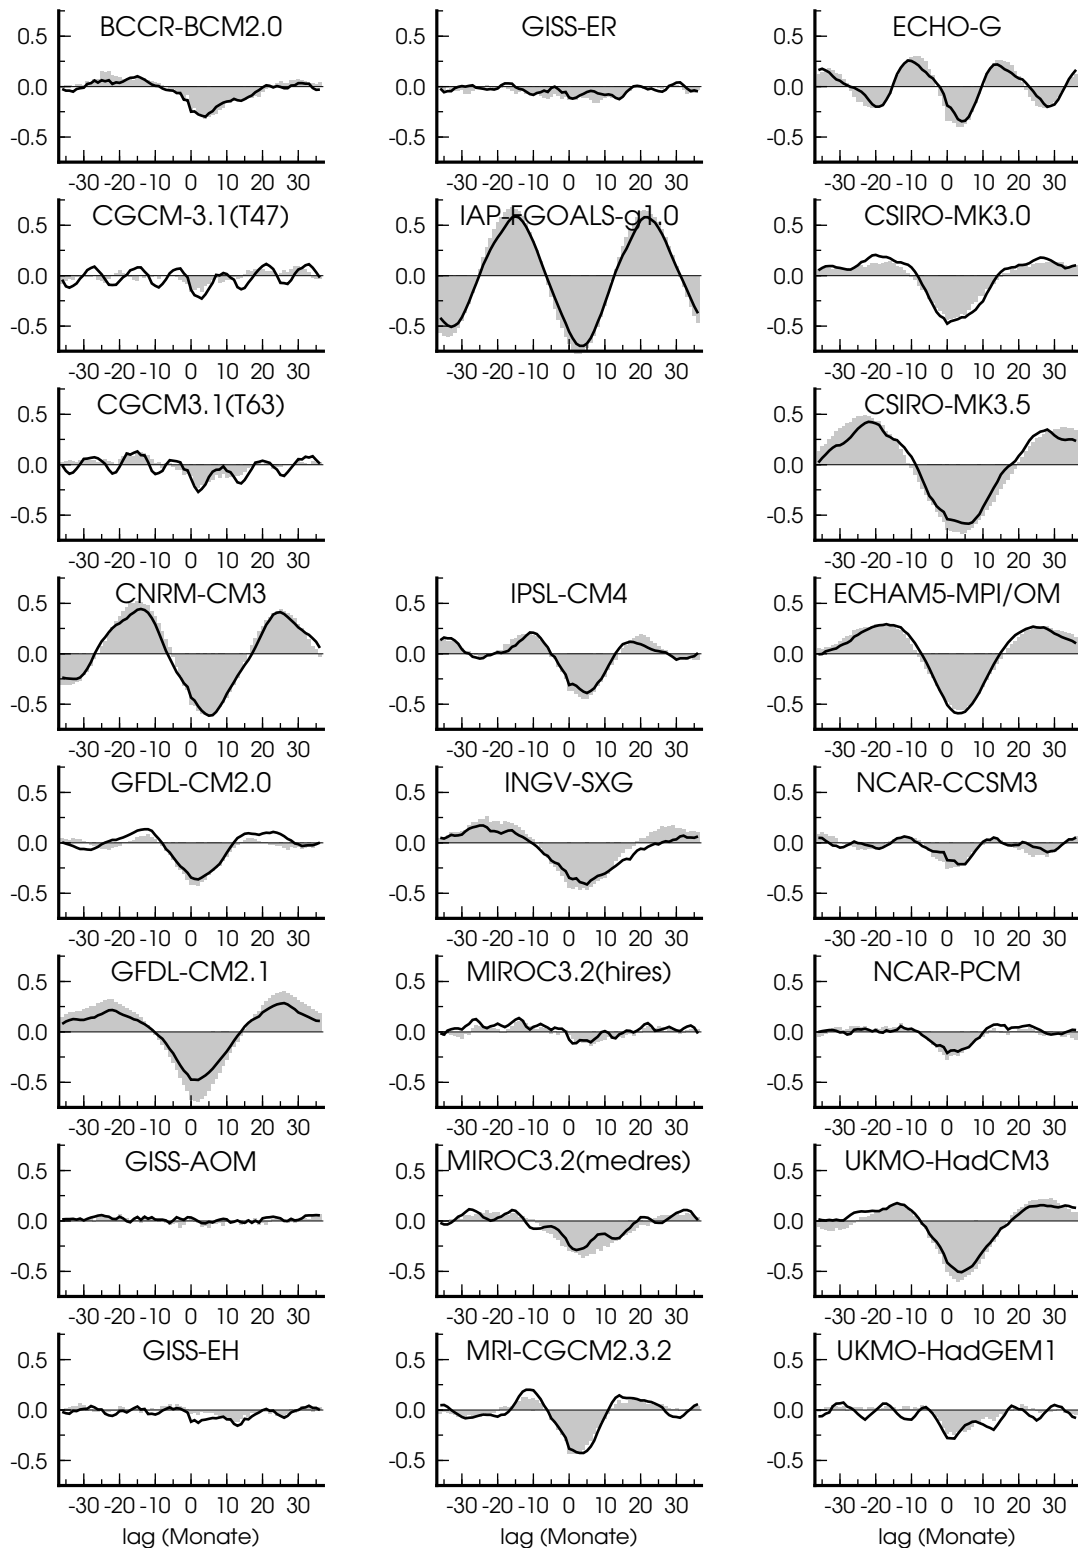 BCCR-BCM2.0 GISS-ER ECHO-G
0.5 0.5 0.5
0.0 0.0 0.0
-0.5 -0.5 -0.5
-30 -20 -10 0 10 20 30 -30 -20 -10 0 10 20 30 -30 -20 -10 0 10 20 30
CGCM-3.1(T47) IAP-FGOALS-g1.0 CSIRO-MK3.0
0.5 0.5 0.5
0.0 0.0 0.0
-0.5 -0.5 -0.5
-30 -20 -10 0 10 20 30 -30 -20 -10 0 10 20 30 -30 -20 -10 0 10 20 30
CGCM3.1(T63) CSIRO-MK3.5
0.5 0.5
0.0 0.0
-0.5 -0.5
-30 -20 -10 0 10 20 30 -30 -20 -10 0 10 20 30
CNRM-CM3 IPSL-CM4 ECHAM5-MPI/OM
0.5 0.5 0.5
0.0 0.0 0.0
-0.5 -0.5 -0.5
-30 -20 -10 0 10 20 30 -30 -20 -10 0 10 20 30 -30 -20 -10 0 10 20 30
GFDL-CM2.0 INGV-SXG NCAR-CCSM3
0.5 0.5 0.5
0.0 0.0 0.0
-0.5 -0.5 -0.5
-30 -20 -10 0 10 20 30 -30 -20 -10 0 10 20 30 -30 -20 -10 0 10 20 30
GFDL-CM2.1 MIROC3.2(hires) NCAR-PCM
0.5 0.5 0.5
0.0 0.0 0.0
-0.5 -0.5 -0.5
-30 -20 -10 0 10 20 30 -30 -20 -10 0 10 20 30 -30 -20 -10 0 10 20 30
GISS-AOM MIROC3.2(medres) UKMO-HadCM3
0.5 0.5 0.5
0.0 0.0 0.0
-0.5 -0.5 -0.5
-30 -20 -10 0 10 20 30 -30 -20 -10 0 10 20 30 -30 -20 -10 0 10 20 30
GISS-EH MRI-CGCM2.3.2 UKMO-HadGEM1
0.5 0.5 0.5
0.0 0.0 0.0
-0.5 -0.5 -0.5
-30 -20 -10 0 10 20 30 -30 -20 -10 0 10 20 30 -30 -20 -10 0 10 20 30
lag (Monate) lag (Monate) lag (Monate)